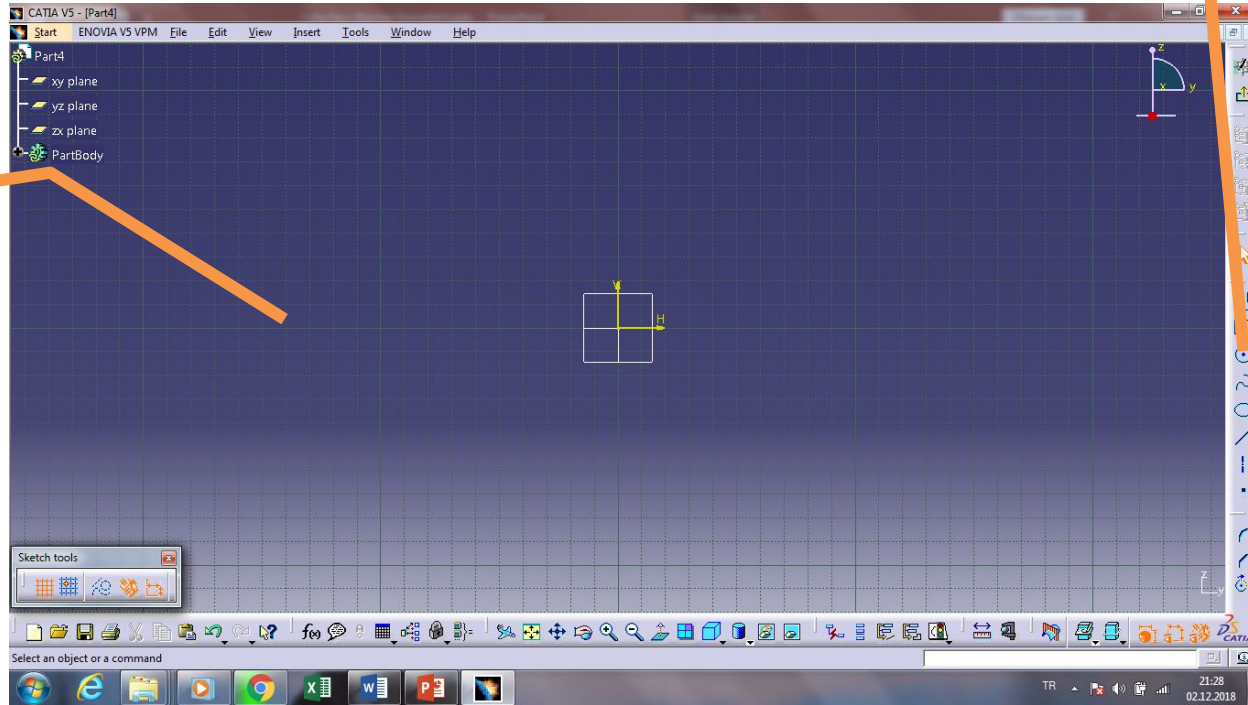 CATIA V5 - [Part4]
Start ENOVIA V5 VPM File Edit View Insert Tools Window Help
Part4
xy plane
yz plane
zx plane
PartBody
z
x y
V
H
Sketch tools
z
y
f(x)
CATIA
Select an object or a command
TR 21:28
02.12.2018